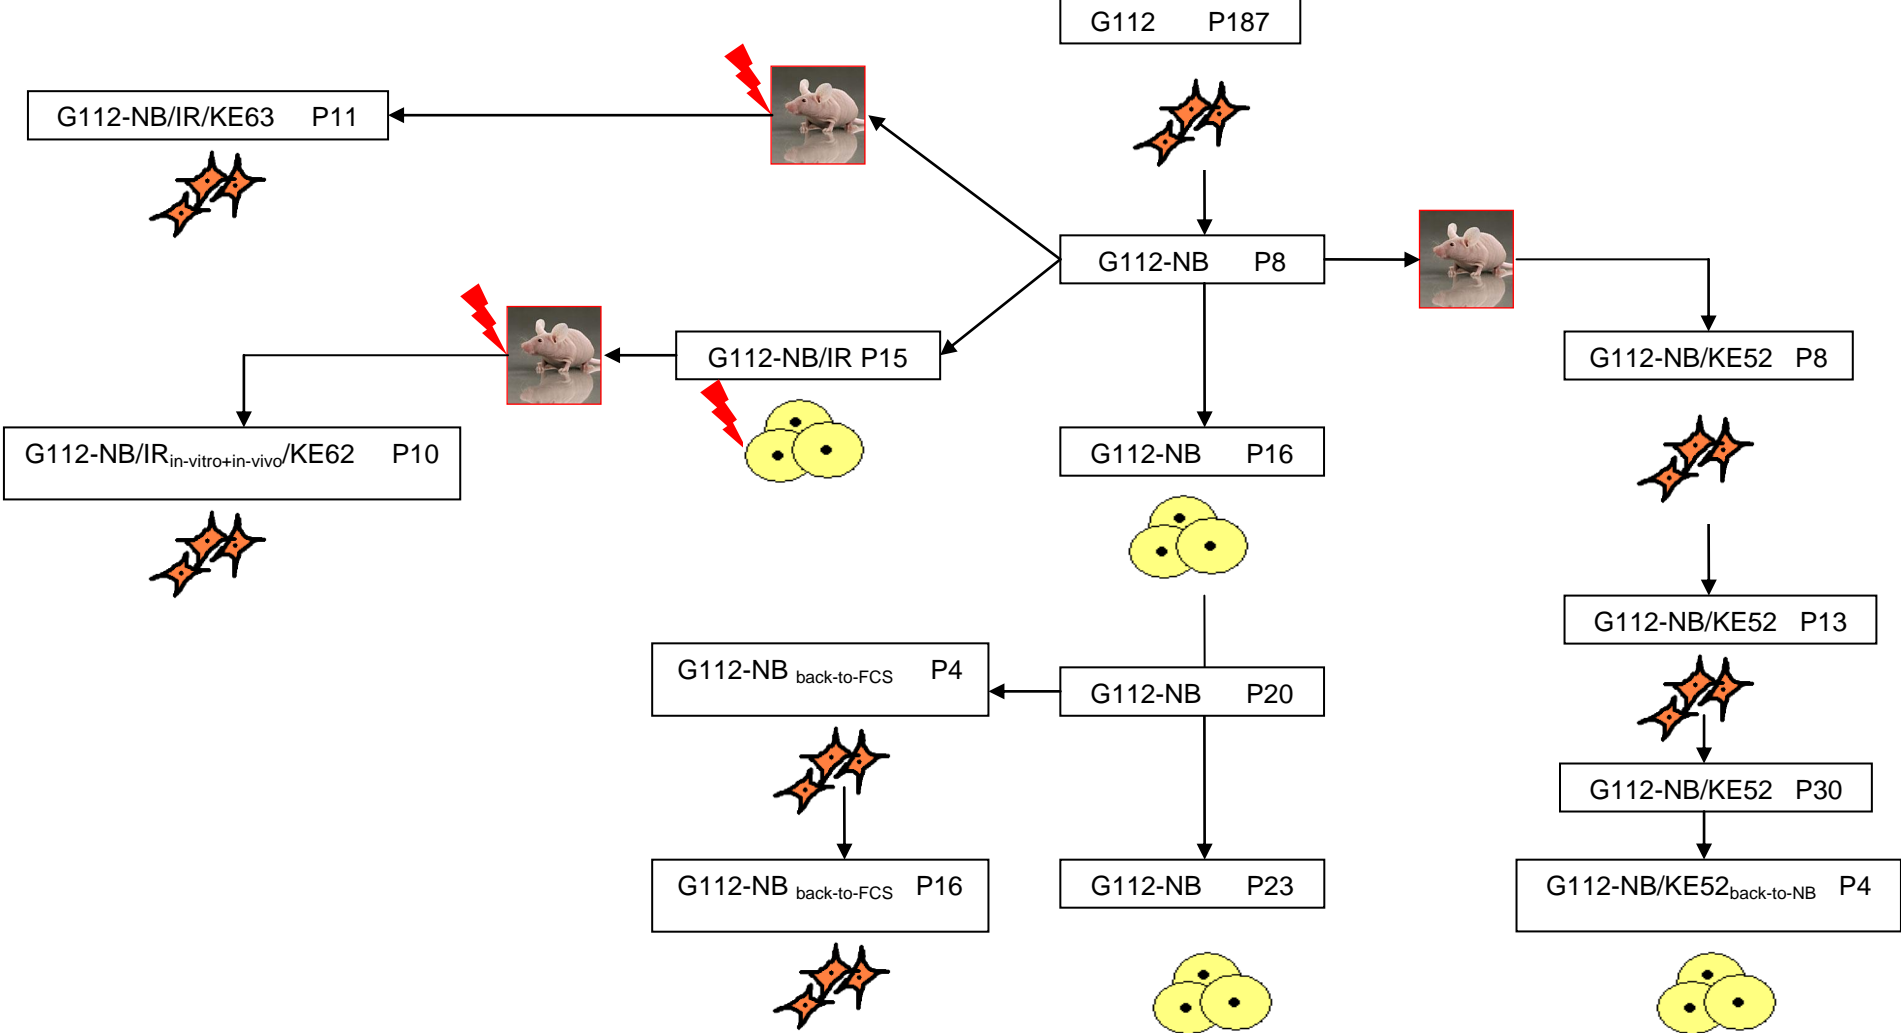 G112 P187
G112-NB/IR/KE63 P11
G112-NB P8
G112-NB/IR P15
G112-NB/KE52 P8
G112-NB/IRin-vitro+in-vivo/KE62 P10
G112-NB P16
G112-NB/KE52 P13
G112-NB back-to-FCS P4
G112-NB P20
G112-NB/KE52 P30
G112-NB back-to-FCS P16
G112-NB P23
G112-NB/KE52back-to-NB P4